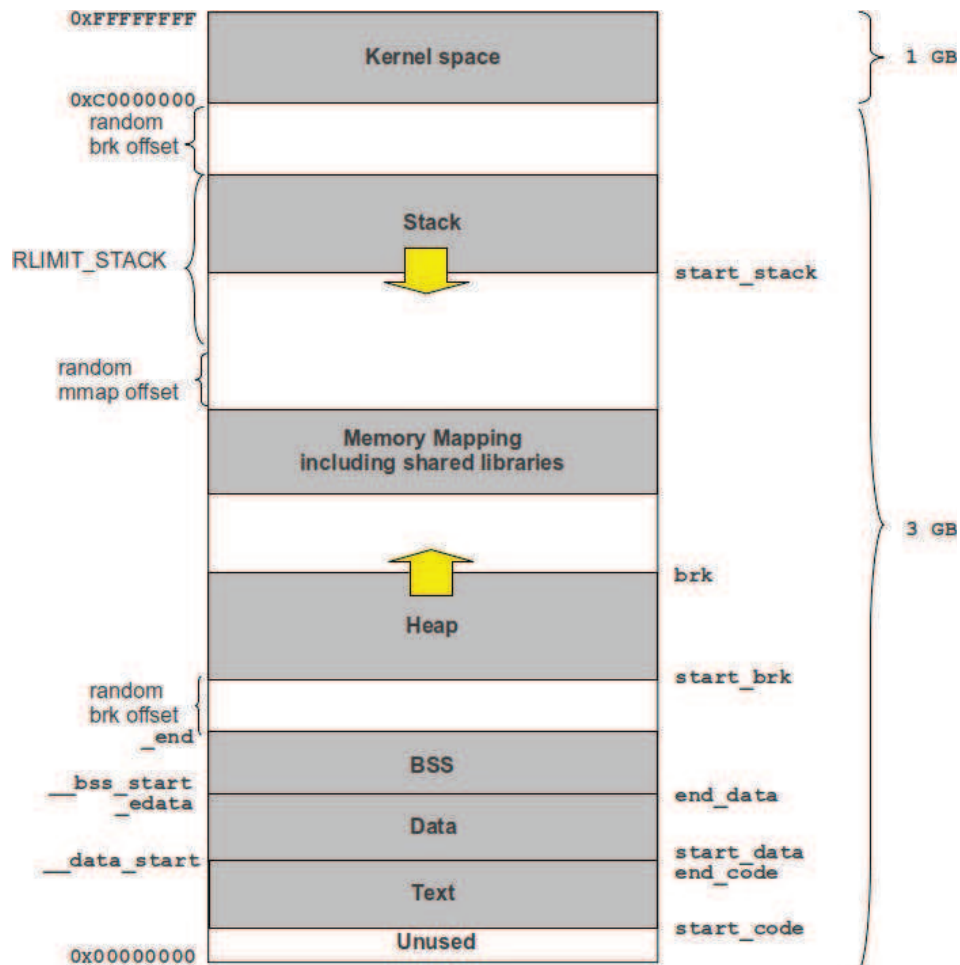 0xFFFFFFFF
Kernel space
1 GB
0xC0000000
random
brk offset
Stack
RLIMIT_STACK
start_stack
random
mmap offset
Memory Mapping
including shared libraries
3 GB
brk
Heap
start_brk
random
brk offset
_end
BSS
__bss_start
_edata
end_data
Data
__data_start
start_data
end_code
Text
start_code
Unused
0x00000000